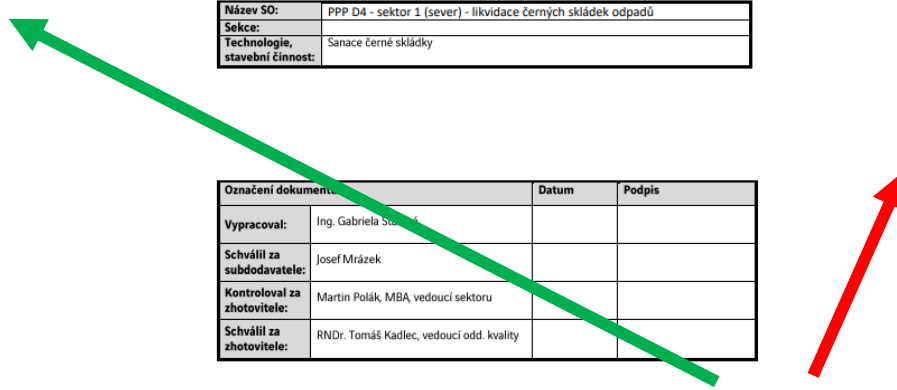 Název SO: PPP D4 - sektor 1 (sever) - likvidace černých skládek odpadů
Sekce:
Technologie, Sanace černé skládky
stavební činnost:
Označení Datum Podpis
Vypracoval: Ing. Gabriela
Schválil za
subdodavatele: Josef Mrázek
Kontroloval za
zhotovitele: Martin Polák, MBA, vedoucí sektoru
Schválil za
zhotovitele: RNDr. Tomáš Kadlec, vedoucí odd. kvality